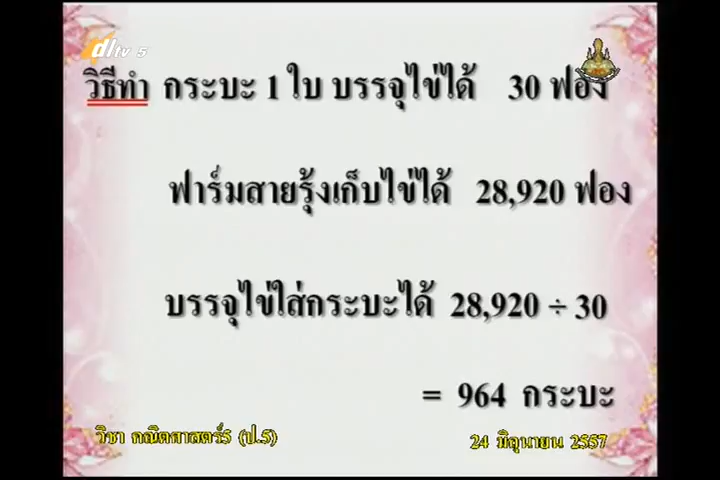 dltv 5
วิธีทำ กระบะ 1 ใบ บรรจุไข่ได้ 30 ฟอง
ฟาร์มสายรุ้งเก็บไข่ได้ 28,920 ฟอง
บรรจุไข่ใส่กระบะได้ 28,920 ÷ 30
= 964 กระบะ
วิชา คณิตศาสตร์5 (ป.5)
24 มิถุนายน 2557